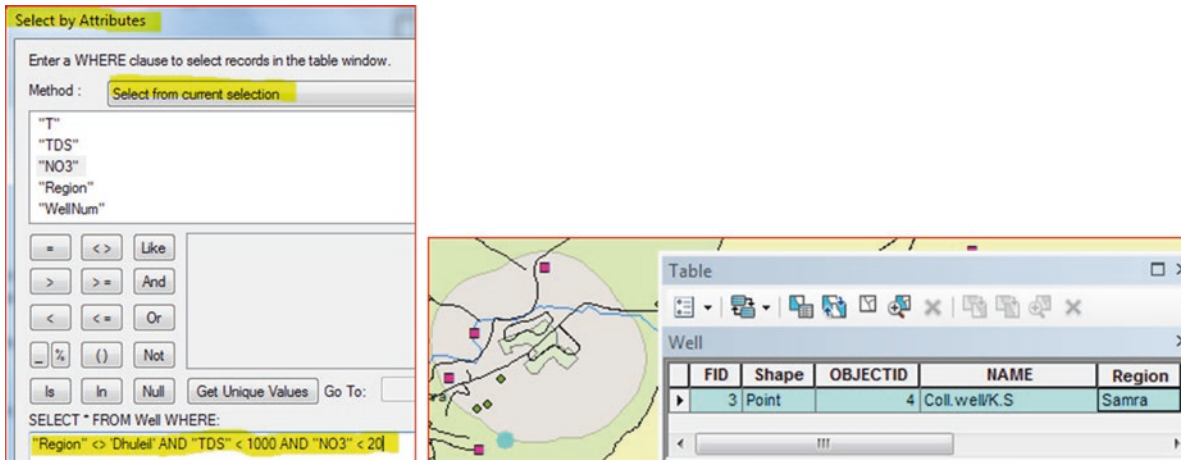 Select by Attributes
Enter a WHERE clause to select records in the table window.
Method : Select from current selection
"T"
"TDS"
"NO3"
"Region"
"WellNum"
= <> Like
> >= And
< <= Or
_ % () Not
Is In Null Get Unique Values Go To:
SELECT * FROM Well WHERE:
"Region" <> 'Dhuleil' AND "TDS" < 1000 AND "NO3" < 20
Table
Well
FID Shape OBJECTID NAME Region
3 Point 4 Coll.well/K.S Samra